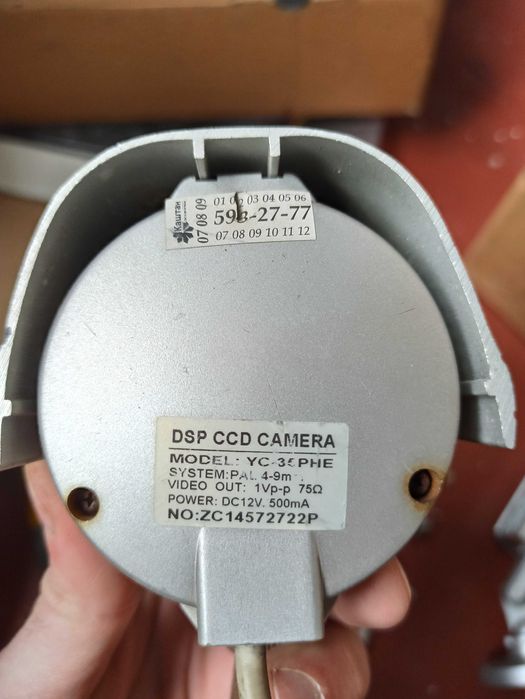 Каштан
07 08 09
01 02 03 04 05 06
593-27-77
07 08 09 10 11 12
DSP CCD CAMERA
MODEL: YC-35PHE
SYSTEM:PAL 4-9m
VIDEO OUT: 1Vp-p 75Ω
POWER: DC12V. 500mA
NO:ZC14572722P